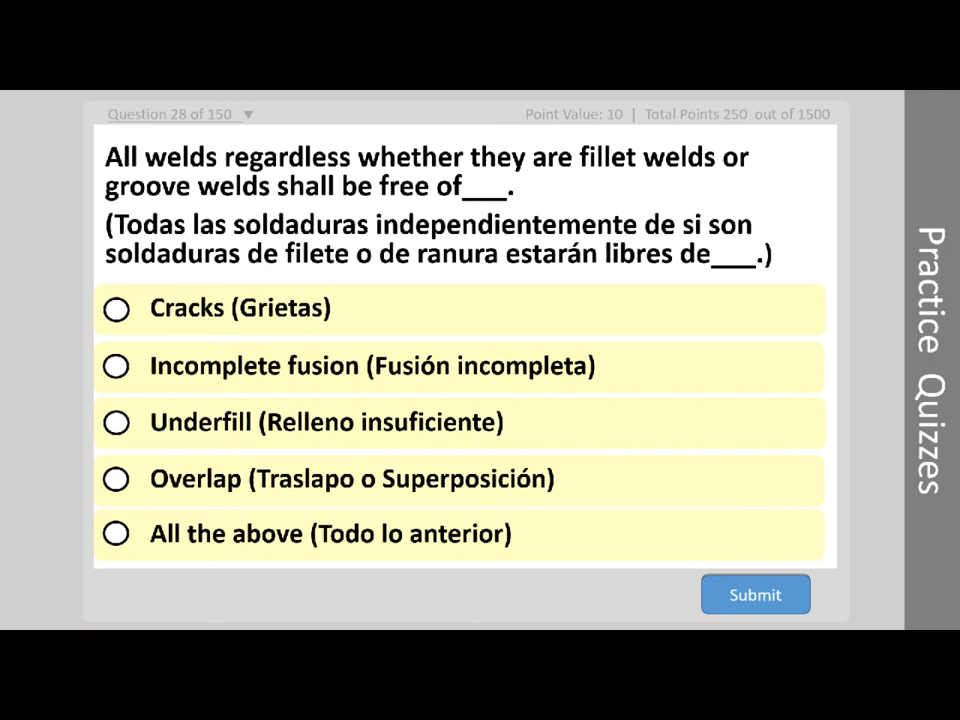 Question 28 of 150 ▼
Point Value: 10 | Total Points 250 out of 1500
All welds regardless whether they are fillet welds or
groove welds shall be free of___.
(Todas las soldaduras independientemente de si son
soldaduras de filete o de ranura estarán libres de___.)
Cracks (Grietas)
Incomplete fusion (Fusión incompleta)
Underfill (Relleno insuficiente)
Overlap (Traslapo o Superposición)
All the above (Todo lo anterior)
Submit
Practice Quizzes